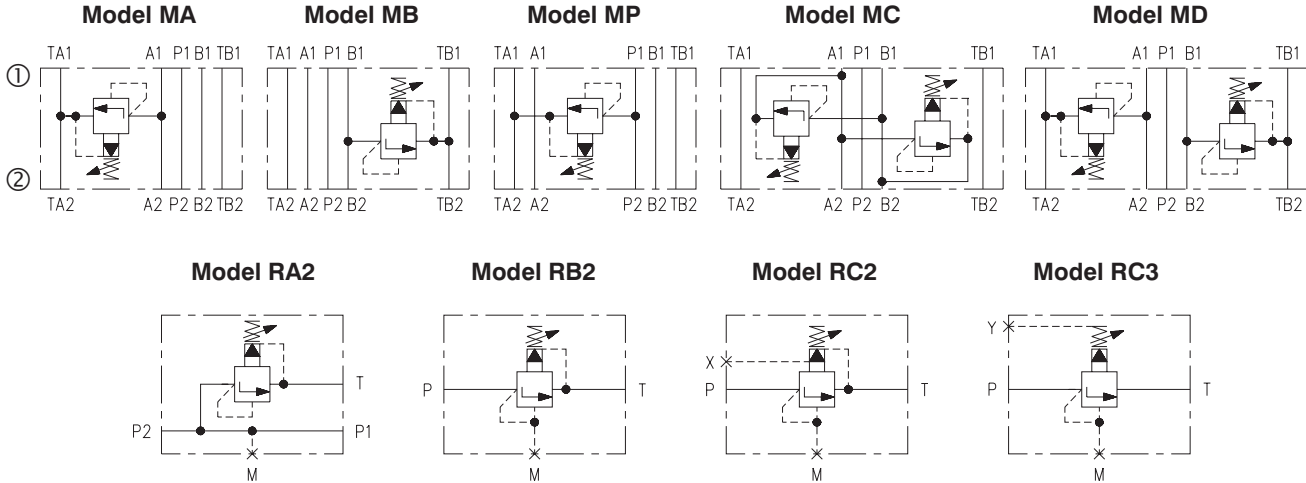 Model MA Model MB Model MP Model MC Model MD
TA1 A1 P1 B1 TB1 TA1 A1 P1 B1 TB1 TA1 A1 P1 B1 TB1 TA1 A1 P1 B1 TB1 TA1 A1 P1 B1 TB1
①
②
TA2 A2 P2 B2 TB2 TA2 A2 P2 B2 TB2 TA2 A2 P2 B2 TB2 TA2 A2 P2 B2 TB2 TA2 A2 P2 B2 TB2
Model RA2 Model RB2 Model RC2 Model RC3
Y
X
T P T P T P T
P2 P1
M M M M